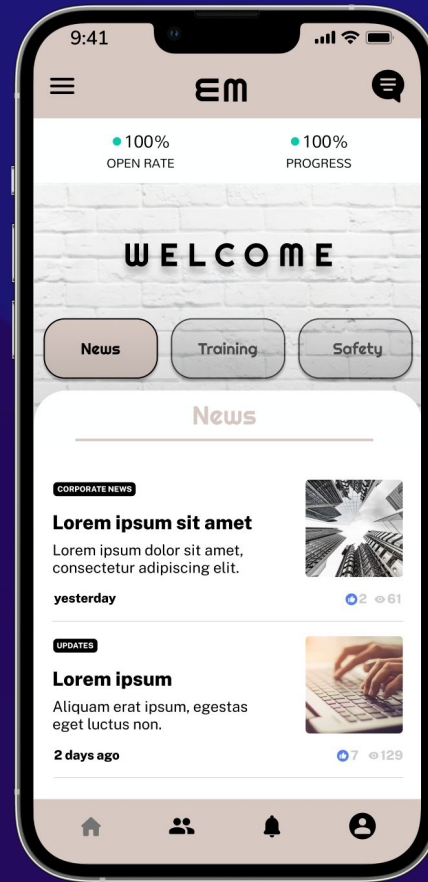 9:41
EM
100%
OPEN RATE
100%
PROGRESS
WELCOME
News
Training
Safety
News
CORPORATE NEWS
Lorem ipsum sit amet
Lorem ipsum dolor sit amet,
consectetur adipiscing elit.
yesterday
2 61
UPDATES
Lorem ipsum
Aliquam erat ipsum, egestas
eget luctus non.
2 days ago
7 129